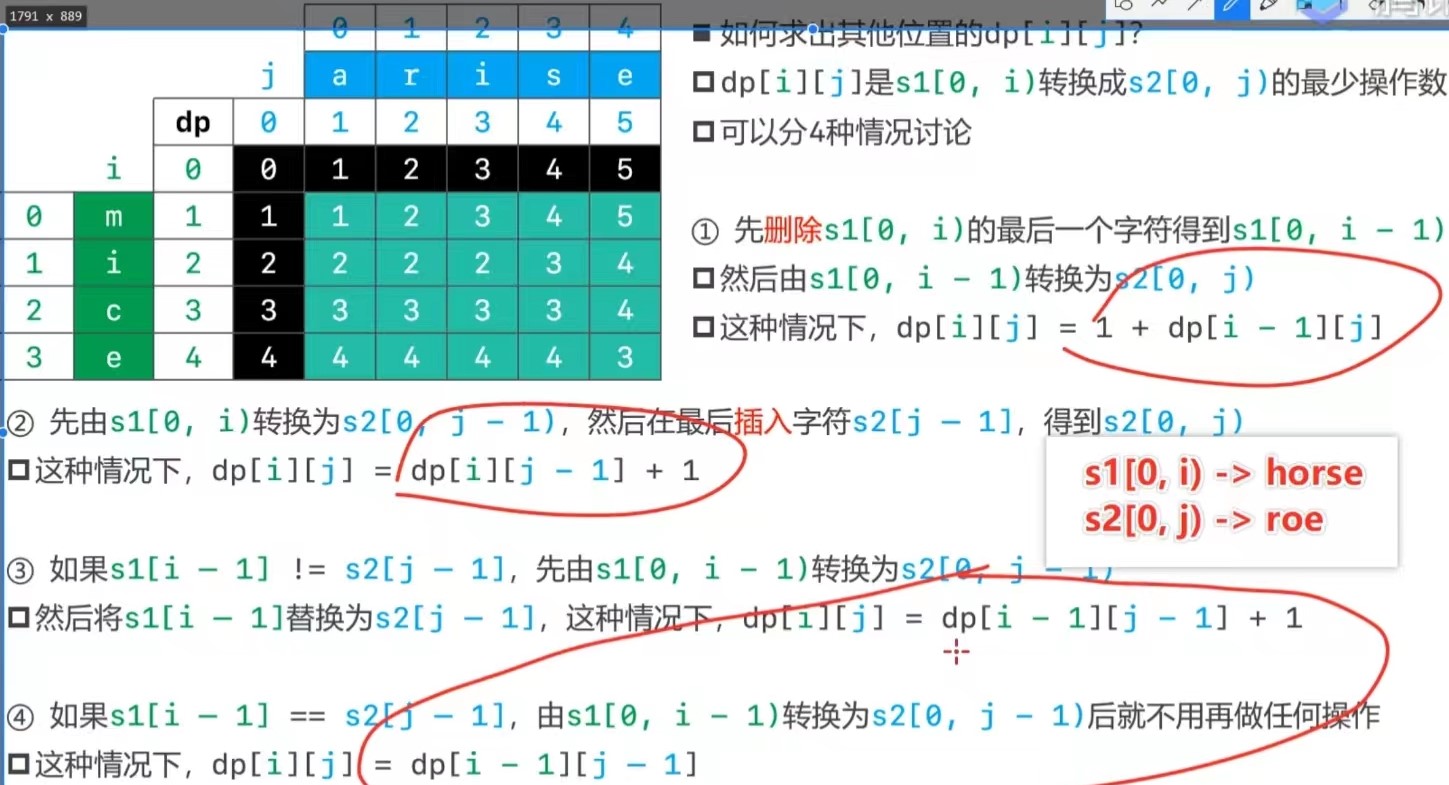 1791 x 889
0 1 2 3 4
j a r i s e
dp 0 1 2 3 4 5
i 0 0 1 2 3 4 5
0 m 1 1 1 2 3 4 5
1 i 2 2 2 2 2 3 4
2 c 3 3 3 3 3 3 4
3 e 4 4 4 4 4 4 3
■ 如何求出其他位置的dp[i][j]?
dp[i][j]是s1[0, i)转换成s2[0, j)的最少操作数
可以分4种情况讨论
① 先删除s1[0, i)的最后一个字符得到s1[0, i - 1)
然后由s1[0, i - 1)转换为s2[0, j)
这种情况下，dp[i][j] = 1 + dp[i - 1][j]
② 先由s1[0, i)转换为s2[0, j - 1)，然后在最后插入字符s2[j - 1]，得到s2[0, j)
这种情况下，dp[i][j] = dp[i][j - 1] + 1
s1[0, i) -> horse
s2[0, j) -> roe
③ 如果s1[i - 1] != s2[j - 1]，先由s1[0, i - 1)转换为s2[0, j - 1)
然后将s1[i - 1]替换为s2[j - 1]，这种情况下，dp[i][j] = dp[i - 1][j - 1] + 1
④ 如果s1[i - 1] == s2[j - 1]，由s1[0, i - 1)转换为s2[0, j - 1)后就不用再做任何操作
这种情况下，dp[i][j] = dp[i - 1][j - 1]